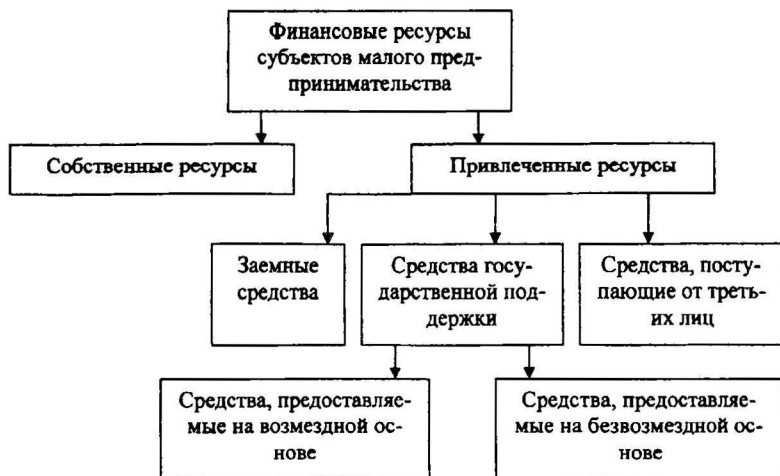 Финансовые ресурсы
субъектов малого пред-
принимательства
Собственные ресурсы
Привлеченные ресурсы
Заемные
средства
Средства госу-
дарственной под-
держки
Средства, посту-
пающие от треть-
их лиц
Средства, предоставляе-
мые на возмездной ос-
нове
Средства, предоставляе-
мые на безвозмездной ос-
нове